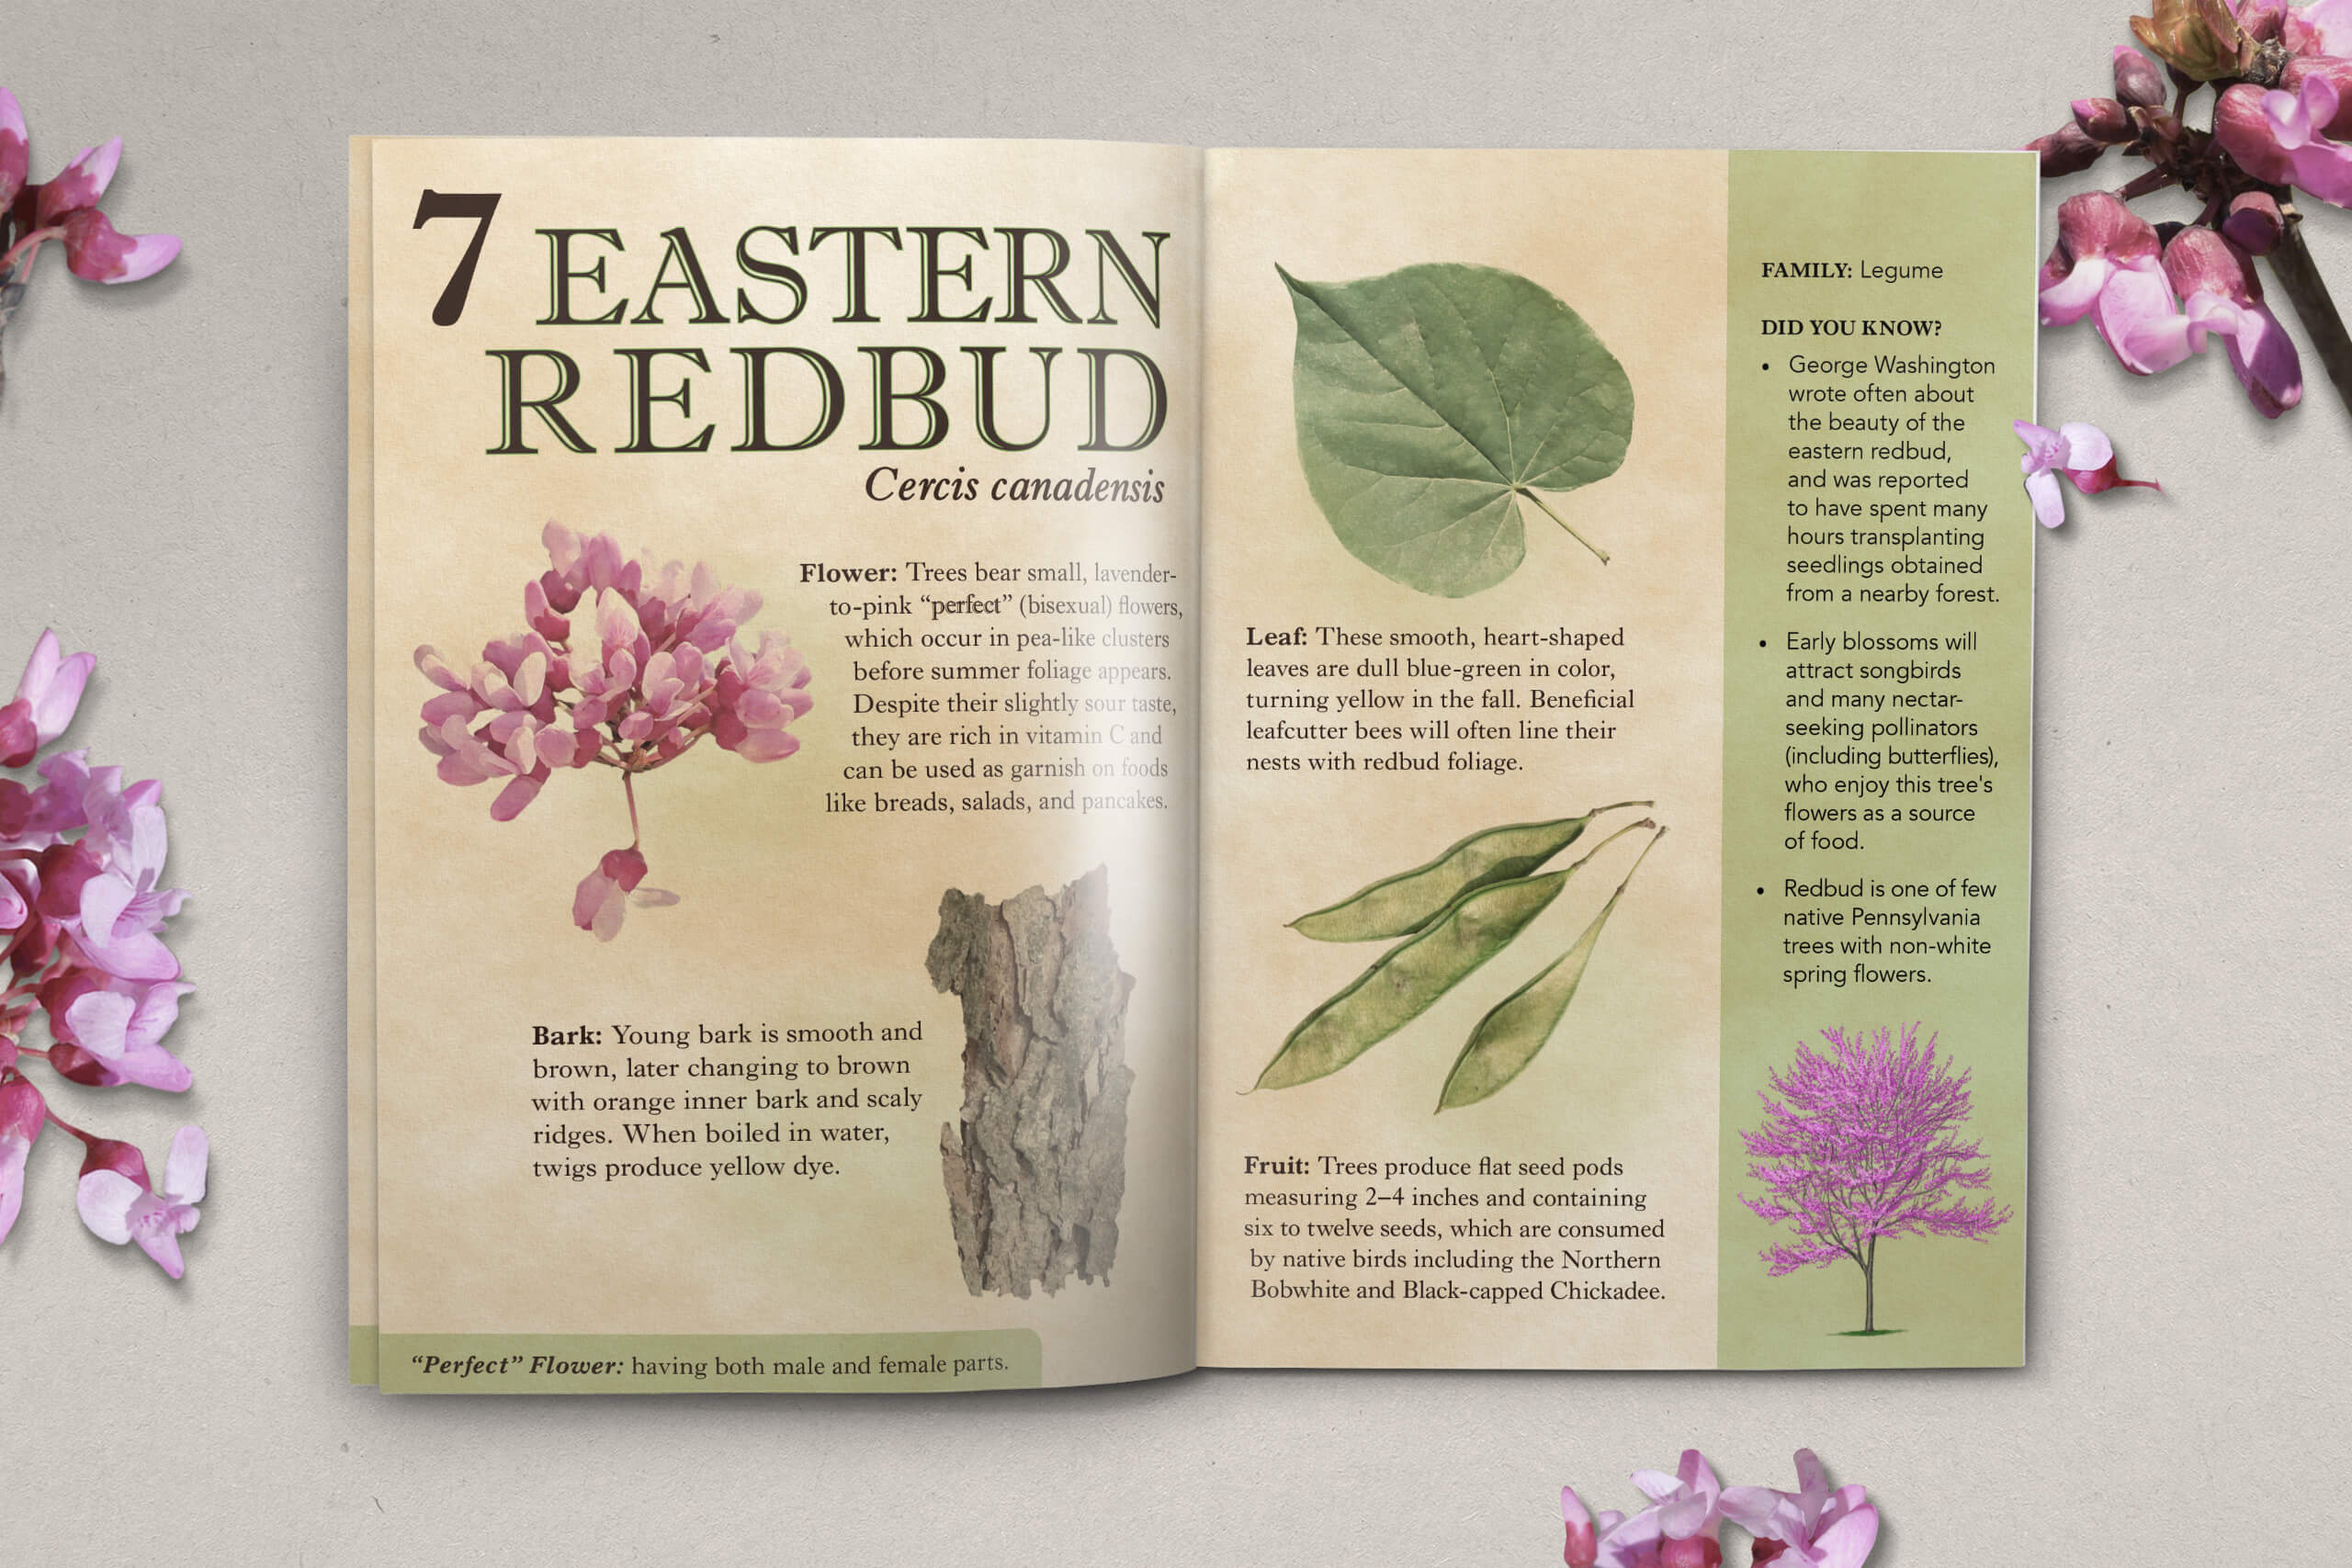 7 EASTERN
REDBUD
Cercis canadensis
Flower: Trees bear small, lavender-
to-pink “perfect” (bisexual) flowers,
which occur in pea-like clusters
before summer foliage appears.
Despite their slightly sour taste,
they are rich in vitamin C and
can be used as garnish on foods
like breads, salads, and pancakes.
Bark: Young bark is smooth and
brown, later changing to brown
with orange inner bark and scaly
ridges. When boiled in water,
twigs produce yellow dye.
“Perfect” Flower: having both male and female parts.
Leaf: These smooth, heart-shaped
leaves are dull blue-green in color,
turning yellow in the fall. Beneficial
leafcutter bees will often line their
nests with redbud foliage.
Fruit: Trees produce flat seed pods
measuring 2–4 inches and containing
six to twelve seeds, which are consumed
by native birds including the Northern
Bobwhite and Black-capped Chickadee.
FAMILY: Legume
DID YOU KNOW?
• George Washington
wrote often about
the beauty of the
eastern redbud,
and was reported
to have spent many
hours transplanting
seedlings obtained
from a nearby forest.
• Early blossoms will
attract songbirds
and many nectar-
seeking pollinators
(including butterflies),
who enjoy this tree's
flowers as a source
of food.
• Redbud is one of few
native Pennsylvania
trees with non-white
spring flowers.